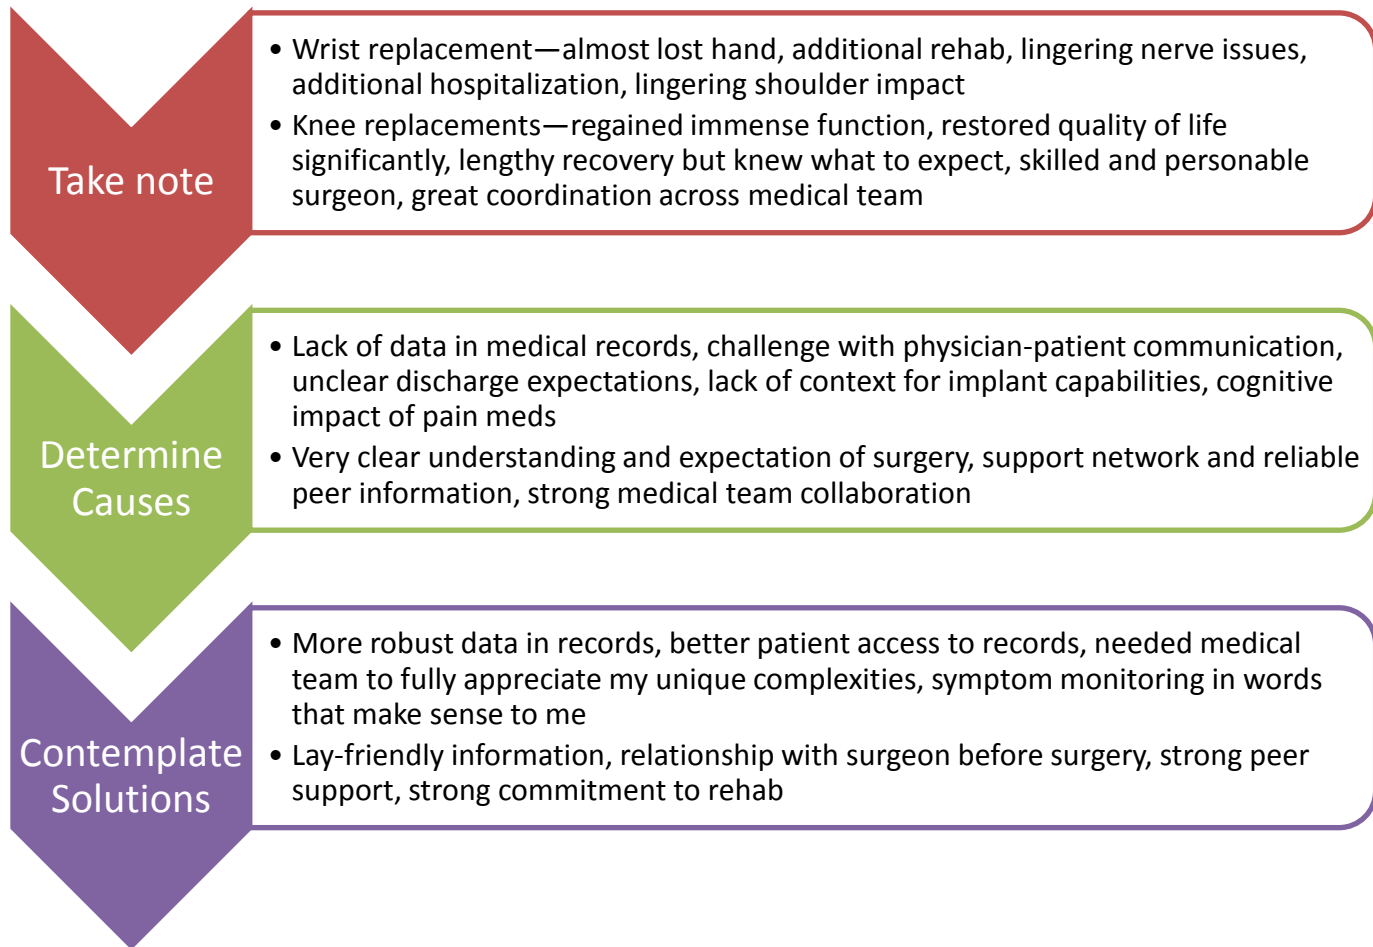 Take note
• Wrist replacement—almost lost hand, additional rehab, lingering nerve issues,
additional hospitalization, lingering shoulder impact
• Knee replacements—regained immense function, restored quality of life
significantly, lengthy recovery but knew what to expect, skilled and personable
surgeon, great coordination across medical team
Determine
Causes
• Lack of data in medical records, challenge with physician-patient communication,
unclear discharge expectations, lack of context for implant capabilities, cognitive
impact of pain meds
• Very clear understanding and expectation of surgery, support network and reliable
peer information, strong medical team collaboration
Contemplate
Solutions
• More robust data in records, better patient access to records, needed medical
team to fully appreciate my unique complexities, symptom monitoring in words
that make sense to me
• Lay-friendly information, relationship with surgeon before surgery, strong peer
support, strong commitment to rehab